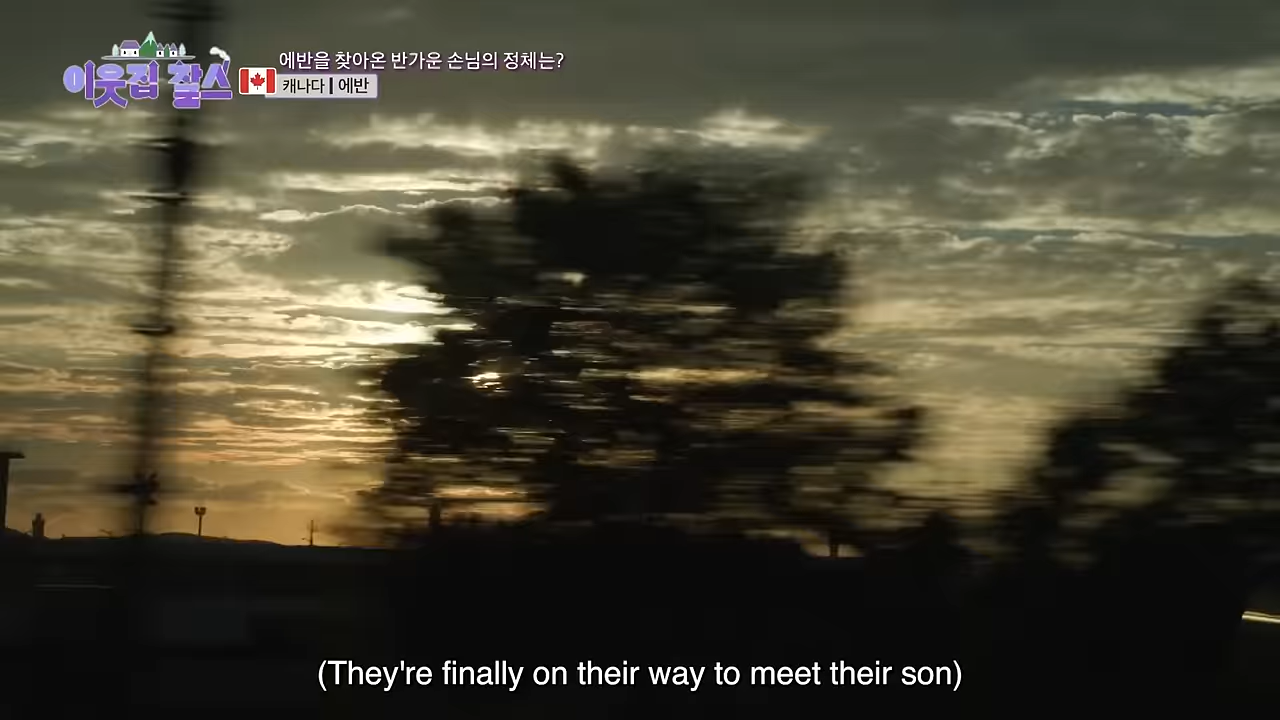 에반을 찾아온 반가운 손님의 정체는?
이웃집 찰스
캐나다 | 에반
(They're finally on their way to meet their son)